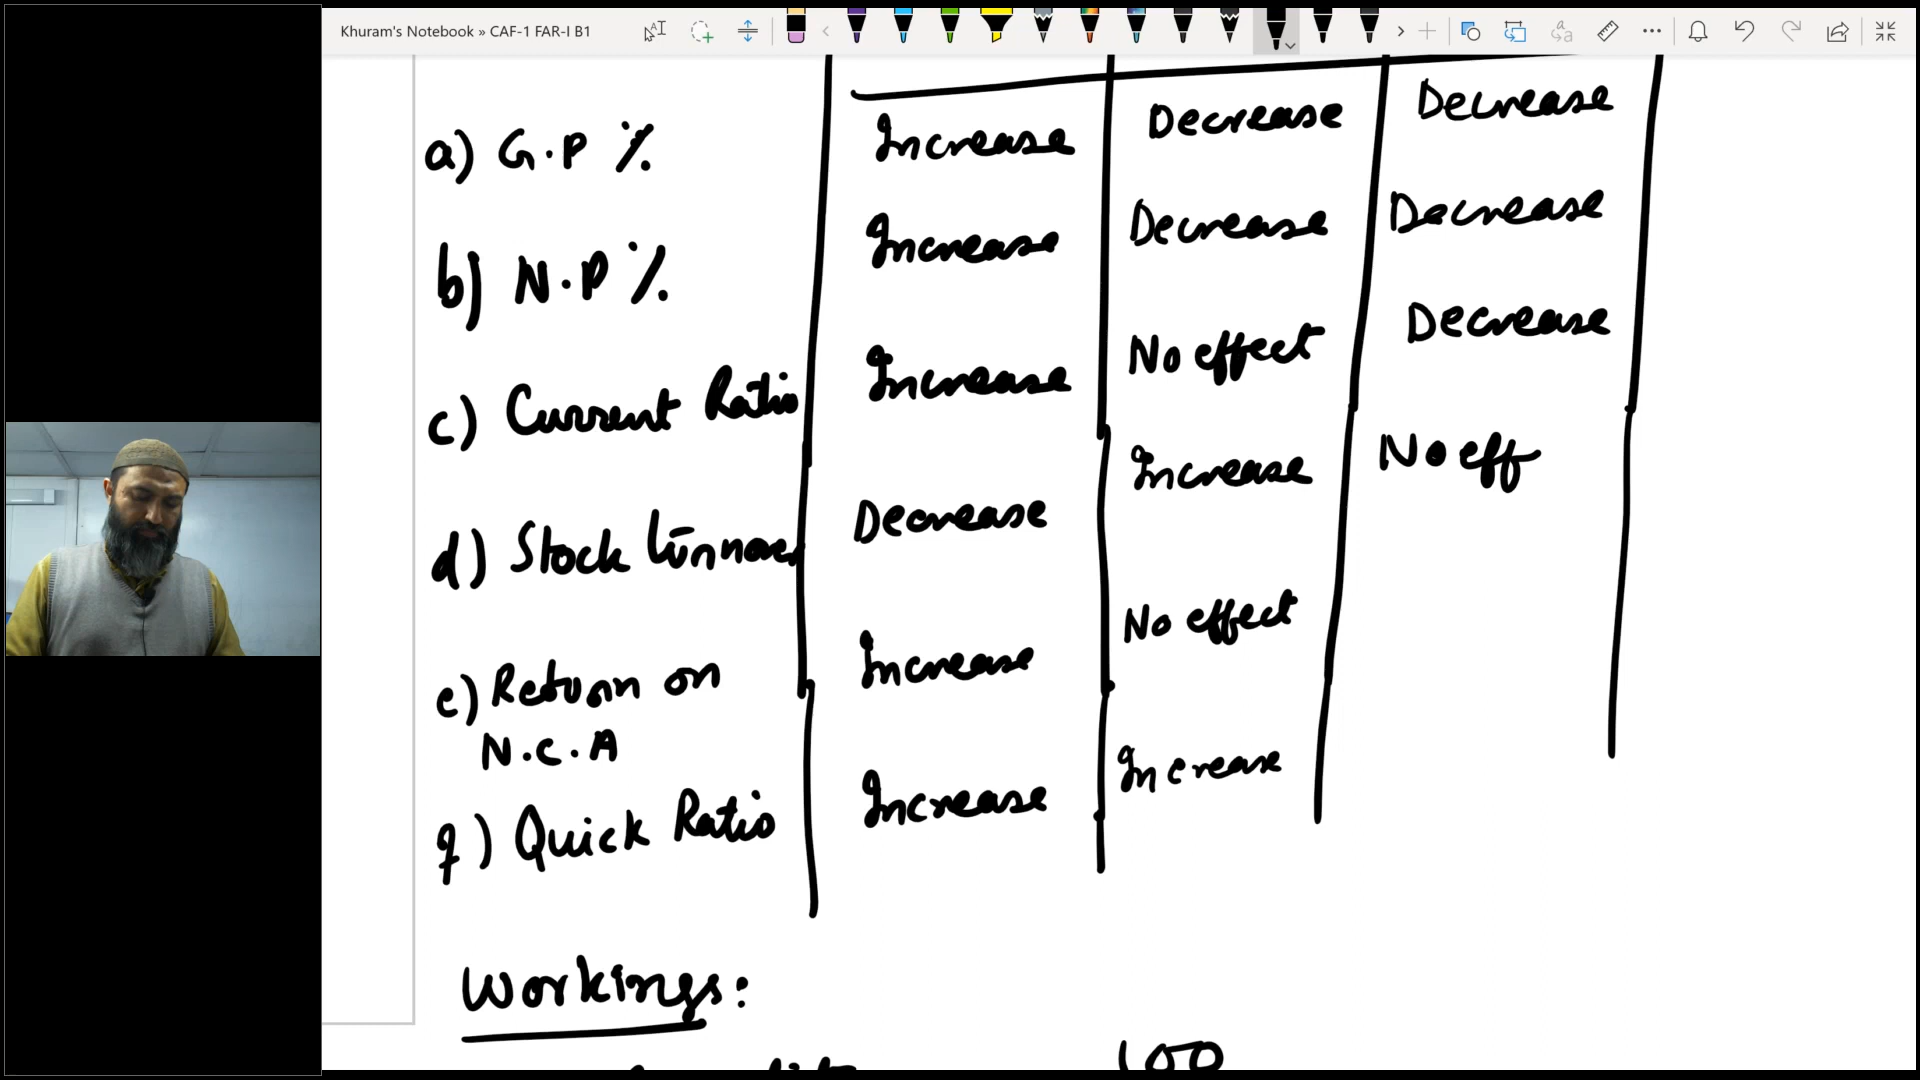 Khuram's Notebook » CAF-1 FAR-I B1
a) G.P % Increase Decrease Decrease
b) N.P % Increase Decrease Decrease
c) Current Ratio Increase No effect Decrease
d) Stock turnover Decrease Increase No eff
e) Return on N.C.A Increase No effect
f) Quick Ratio Increase Increase
Workings:
100